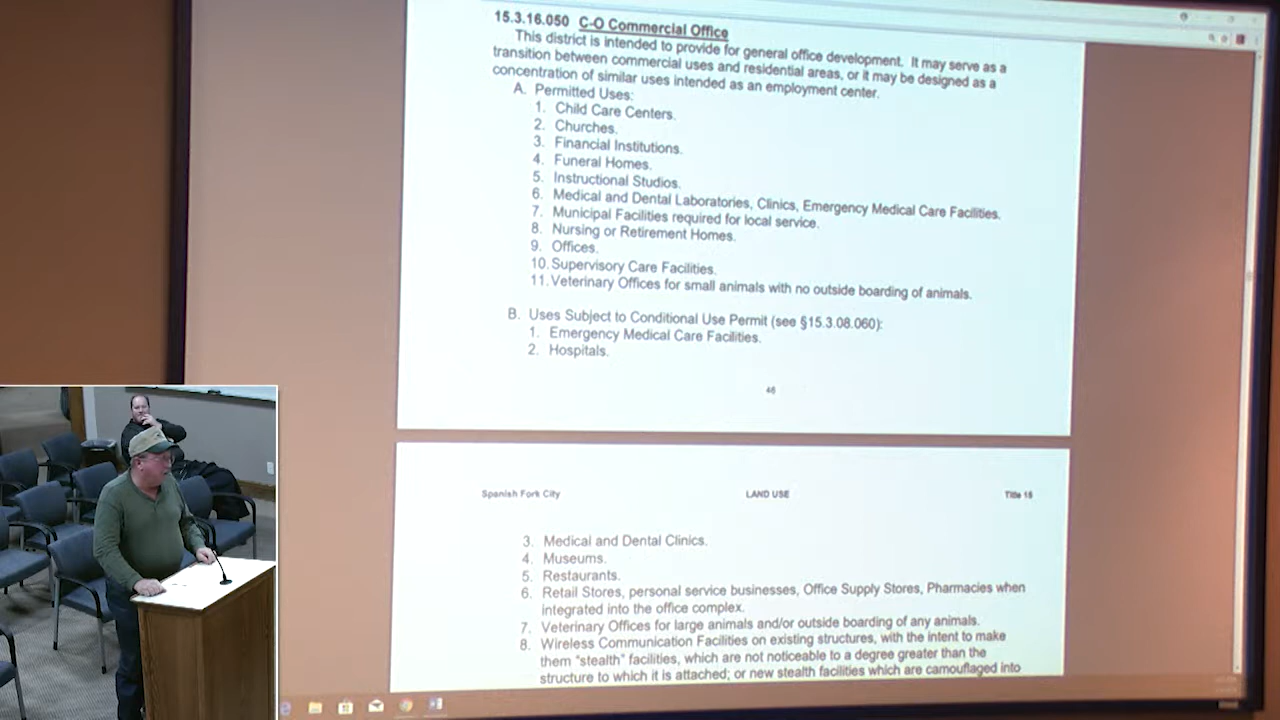 15.3.16.050 C-O Commercial Office
This district is intended to provide for general office development. It may serve as a
transition between commercial uses and residential areas, or it may be designed as a
concentration of similar uses intended as an employment center.
A. Permitted Uses:
1. Child Care Centers.
2. Churches.
3. Financial Institutions.
4. Funeral Homes.
5. Instructional Studios.
6. Medical and Dental Laboratories, Clinics, Emergency Medical Care Facilities.
7. Municipal Facilities required for local service.
8. Nursing or Retirement Homes.
9. Offices.
10. Supervisory Care Facilities.
11. Veterinary Offices for small animals with no outside boarding of animals.
B. Uses Subject to Conditional Use Permit (see §15.3.08.060):
1. Emergency Medical Care Facilities.
2. Hospitals.
Spanish Fork City LAND USE Title 15
3. Medical and Dental Clinics.
4. Museums.
5. Restaurants.
6. Retail Stores, personal service businesses, Office Supply Stores, Pharmacies when
integrated into the office complex.
7. Veterinary Offices for large animals and/or outside boarding of any animals.
8. Wireless Communication Facilities on existing structures, with the intent to make
them "stealth" facilities, which are not noticeable to a degree greater than the
structure to which it is attached; or new stealth facilities which are camouflaged into